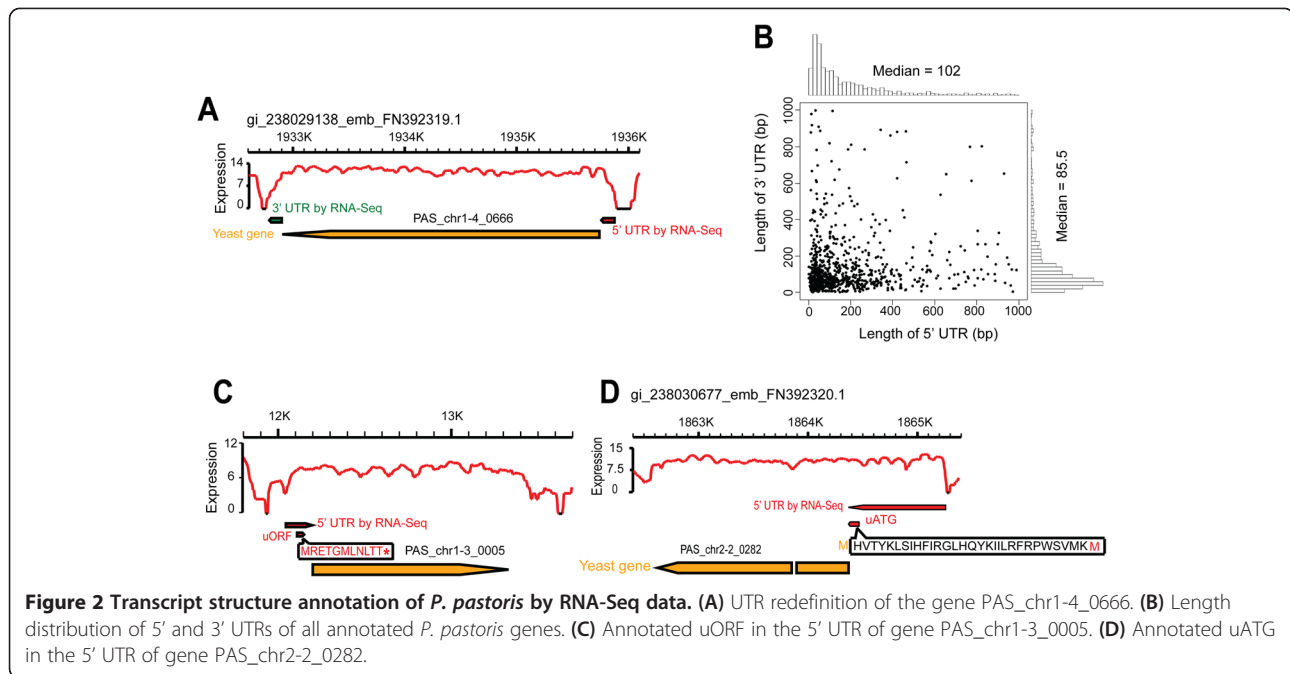 A
gi_238029138_emb_FN392319.1
1933K 1934K 1935K 1936K
Expression
14
7
0
3' UTR by RNA-Seq
PAS_chr1-4_0666
Yeast gene
5' UTR by RNA-Seq
B
Median = 102
Length of 3' UTR (bp)
1000
800
600
400
200
0
0 200 400 600 800 1000
Length of 5' UTR (bp)
Median = 85.5
C
12K 13K
Expression
12
6
0
5' UTR by RNA-Seq
uORF
MRETGMLNLTT*
PAS_chr1-3_0005
D
gi_238030677_emb_FN392320.1
1863K 1864K 1865K
Expression
15
7.5
0
5' UTR by RNA-Seq
uATG
PAS_chr2-2_0282
M HVTYKLSIHFIRGLHQYKIILRFRPWSVMKM
Yeast gene
Figure 2 Transcript structure annotation of P. pastoris by RNA-Seq data. (A) UTR redefinition of the gene PAS_chr1-4_0666. (B) Length
distribution of 5' and 3' UTRs of all annotated P. pastoris genes. (C) Annotated uORF in the 5' UTR of gene PAS_chr1-3_0005. (D) Annotated uATG
in the 5' UTR of gene PAS_chr2-2_0282.